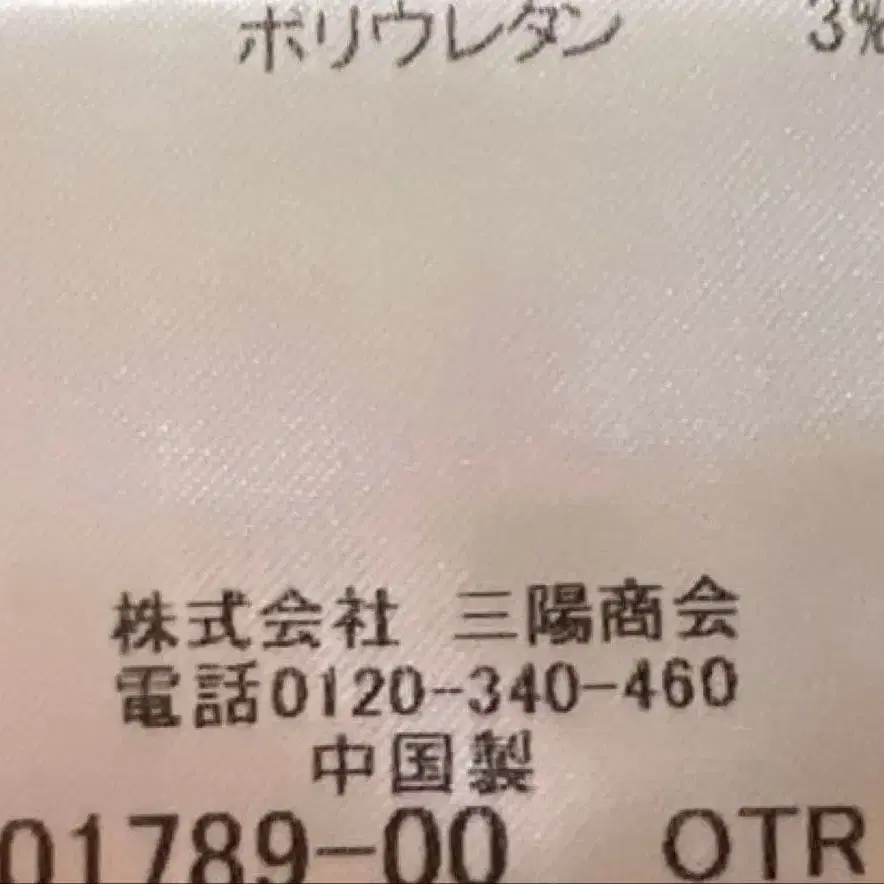 ポリウレタン 3%
株式会社 三陽商会
電話0120-340-460
中国製
01789-00 OTR